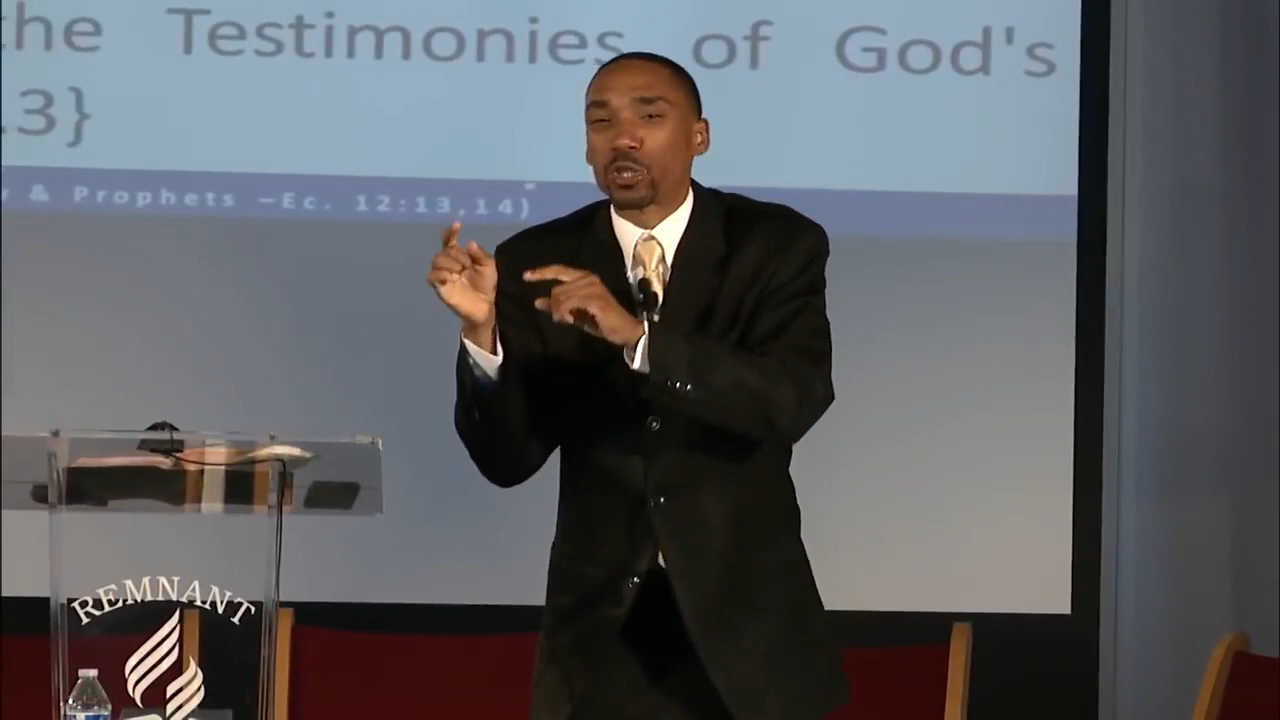 the Testimonies of God's
.3}
& Prophets –Ec. 12:13,14)
REMNANT